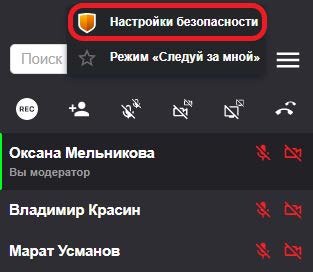 Настройки безопасности
Режим «Следуй за мной»
Поиск
REC
Оксана Мельникова
Вы модератор
Владимир Красин
Марат Усманов